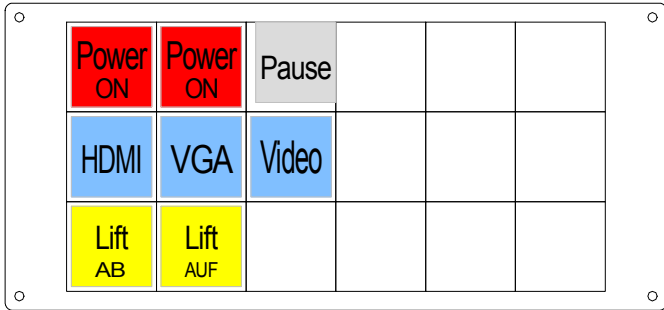 Power
ON
Power
ON
Pause
HDMI
VGA
Video
Lift
AB
Lift
AUF